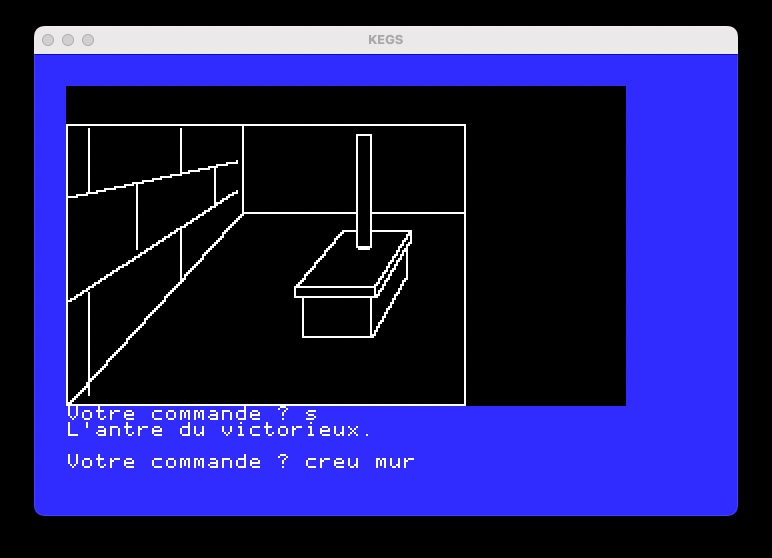 KEGS
Votre commande ? s
L'antre du victorieux.
Votre commande ? creu mur